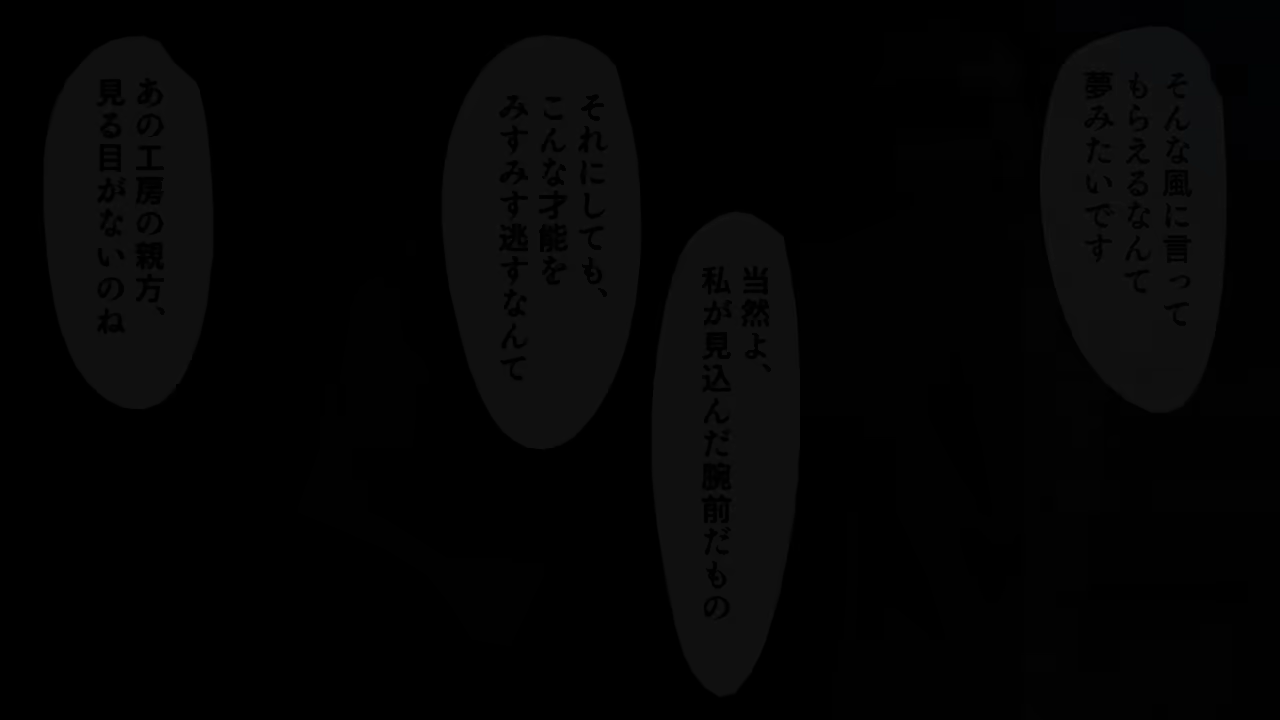 そんな風に言って
もらえるなんて
夢みたいです
当然よ、
私が見込んだ腕前だもの
それにしても、
こんな才能を
みすみす逃すなんて
あの工房の親方、
見る目がないのね